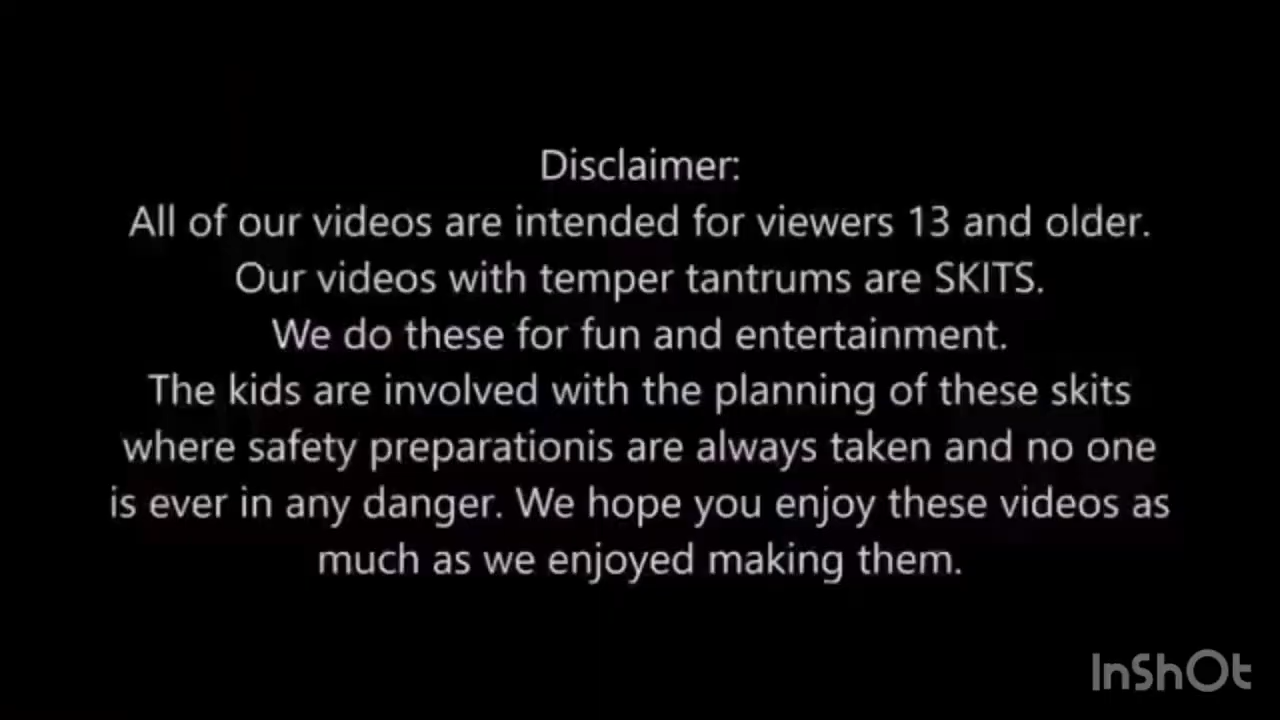 Disclaimer:
All of our videos are intended for viewers 13 and older.
Our videos with temper tantrums are SKITS.
We do these for fun and entertainment.
The kids are involved with the planning of these skits
where safety preparationis are always taken and no one
is ever in any danger. We hope you enjoy these videos as
much as we enjoyed making them.
InShOt